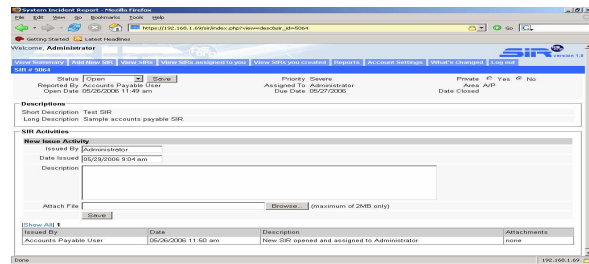 System Incident Report - Mozilla Firefox
File Edit View Go Bookmarks Tools Help
https://192.168.1.69/sir/index.php?view=descbsir_id=5064 Go
Getting Started Latest Headlines
Welcome, Administrator
sir version 1.8
View Summary Add New SIR View SIRs View SIRs assigned to you View SIRs you created Reports Account Settings What's changed Log out
SIR # 5064
Status Open Save Priority Severe Private Yes No
Reported By Accounts Payable User Assigned To Administrator Area A/P
Open Date 05/26/2006 11:49 am Due Date 05/27/2006 Date Closed
Descriptions
Short Description Test SIR
Long Description Sample accounts payable SIR.
SIR Activities
New Issue Activity
Issued By Administrator
Date Issued 05/29/2006 9:04 am
Description
Attach File Browse... (maximum of 2MB only)
Save
[Show All] 1
Issued By Date Description Attachments
Accounts Payable User 05/26/2006 11:50 am New SIR opened and assigned to Administrator none
Done 192.168.1.69